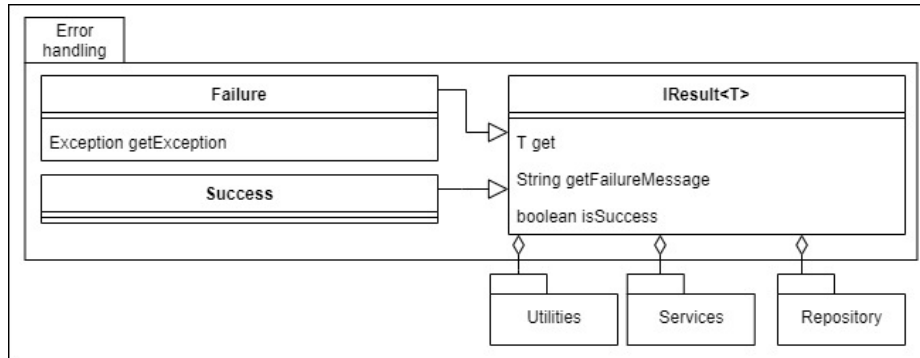 Error
handling
Failure
Exception getException
Success
IResult<T>
T get
String getFailureMessage
boolean isSuccess
Utilities
Services
Repository